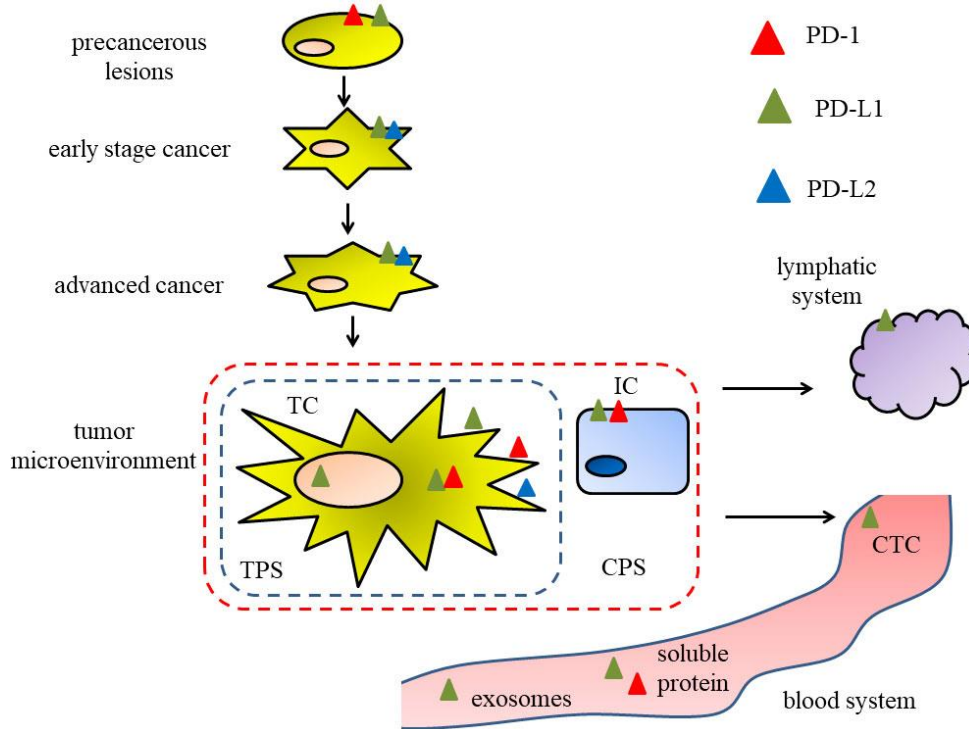 precancerous
lesions
PD-1
PD-L1
early stage cancer
PD-L2
advanced cancer
lymphatic
system
TC
IC
tumor
microenvironment
TPS
CPS
CTC
soluble
protein
exosomes
blood system